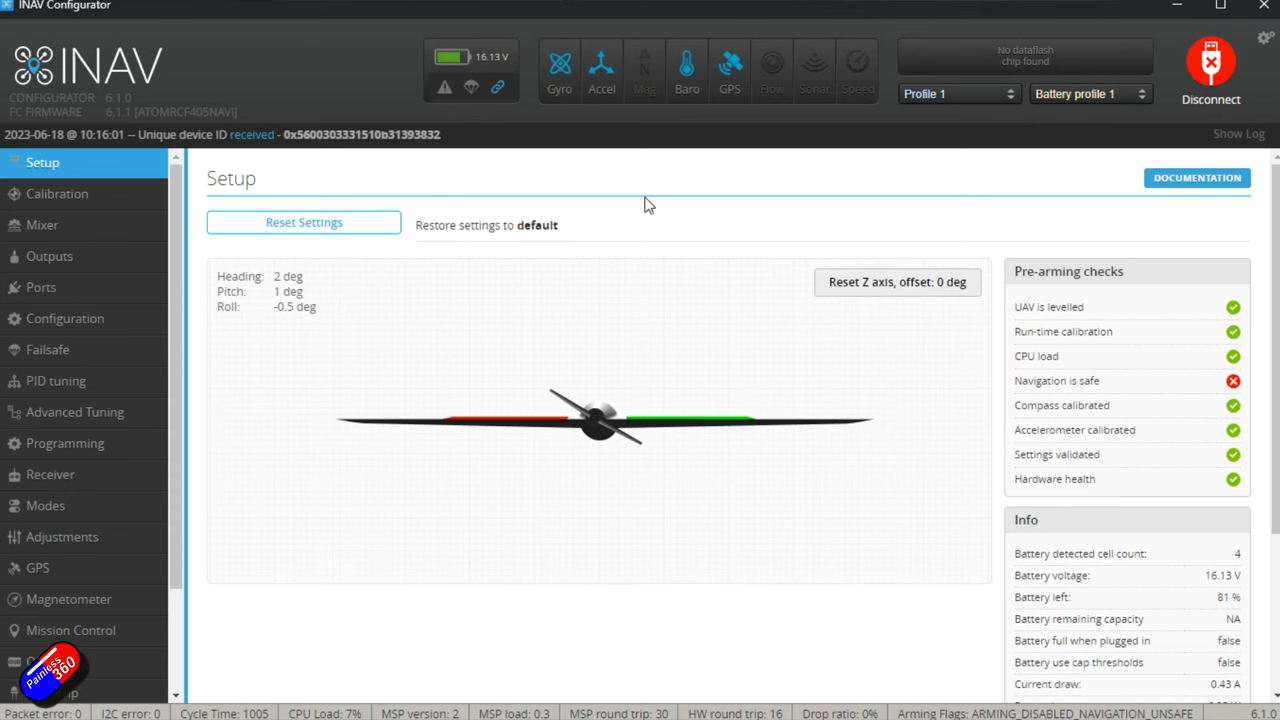 INAV Configurator
INAV
CONFIGURATOR 6.1.0
FC FIRMWARE 6.1.1 [ATOMRCF405NAVI]
16.13 V
Gyro
Accel
Mag
Baro
GPS
Flow
Sonar
Speed
No dataflash
chip found
Profile 1
Battery profile 1
Disconnect
2023-06-18 @ 10:16:01 -- Unique device ID received - 0x5600303331510b31393832
Show Log
Setup
Calibration
Mixer
Outputs
Ports
Configuration
Failsafe
PID tuning
Advanced Tuning
Programming
Receiver
Modes
Adjustments
GPS
Magnetometer
Mission Control
Painless
360
Setup
DOCUMENTATION
Reset Settings
Restore settings to default
Heading: 2 deg
Pitch: 1 deg
Roll: -0.5 deg
Reset Z axis, offset: 0 deg
Pre-arming checks
UAV is levelled
Run-time calibration
CPU load
Navigation is safe
Compass calibrated
Accelerometer calibrated
Settings validated
Hardware health
Info
Battery detected cell count: 4
Battery voltage: 16.13 V
Battery left: 81 %
Battery remaining capacity NA
Battery full when plugged in false
Battery use cap thresholds false
Current draw: 0.43 A
Packet error: 0
I2C error: 0
Cycle Time: 1005
CPU Load: 7%
MSP version: 2
MSP load: 0.3
MSP round trip: 30
HW round trip: 16
Drop ratio: 0%
Arming Flags: ARMING_DISABLED_NAVIGATION_UNSAFE
6.1.0